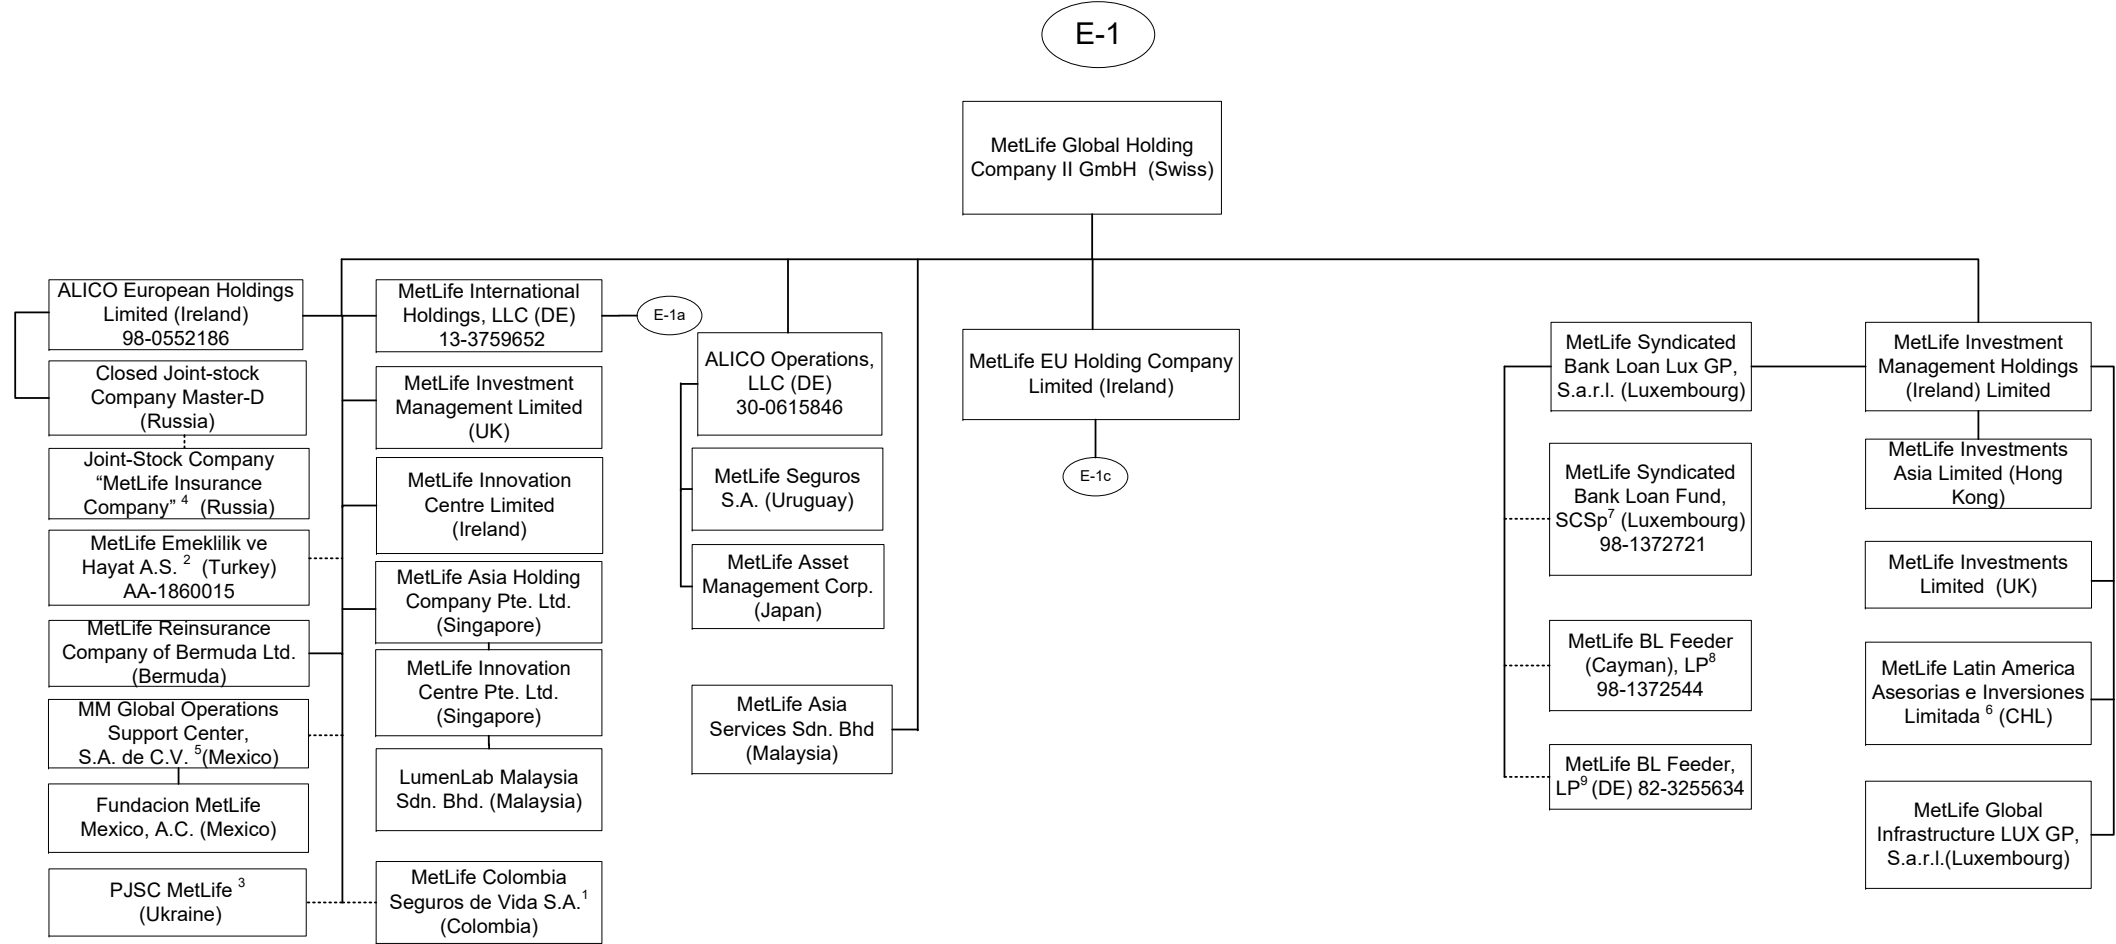 E-1
MetLife Global Holding
Company II GmbH (Swiss)
ALICO European Holdings
Limited (Ireland)
98-0552186
Closed Joint-stock
Company Master-D
(Russia)
Joint-Stock Company
“MetLife Insurance
Company” 4 (Russia)
MetLife Emeklilik ve
Hayat A.S. 2 (Turkey)
AA-1860015
MetLife Reinsurance
Company of Bermuda Ltd.
(Bermuda)
MM Global Operations
Support Center,
S.A. de C.V. 5(Mexico)
Fundacion MetLife
Mexico, A.C. (Mexico)
PJSC MetLife 3
(Ukraine)
MetLife International
Holdings, LLC (DE)
13-3759652
E-1a
MetLife Investment
Management Limited
(UK)
MetLife Innovation
Centre Limited
(Ireland)
MetLife Asia Holding
Company Pte. Ltd.
(Singapore)
MetLife Innovation
Centre Pte. Ltd.
(Singapore)
LumenLab Malaysia
Sdn. Bhd. (Malaysia)
MetLife Colombia
Seguros de Vida S.A.1
(Colombia)
ALICO Operations,
LLC (DE)
30-0615846
MetLife Seguros
S.A. (Uruguay)
MetLife Asset
Management Corp.
(Japan)
MetLife Asia
Services Sdn. Bhd
(Malaysia)
MetLife EU Holding Company
Limited (Ireland)
E-1c
MetLife Syndicated
Bank Loan Lux GP,
S.a.r.l. (Luxembourg)
MetLife Syndicated
Bank Loan Fund,
SCSp7 (Luxembourg)
98-1372721
MetLife BL Feeder
(Cayman), LP8
98-1372544
MetLife BL Feeder,
LP9 (DE) 82-3255634
MetLife Investment
Management Holdings
(Ireland) Limited
MetLife Investments
Asia Limited (Hong
Kong)
MetLife Investments
Limited (UK)
MetLife Latin America
Asesorias e Inversiones
Limitada 6 (CHL)
MetLife Global
Infrastructure LUX GP,
S.a.r.l.(Luxembourg)